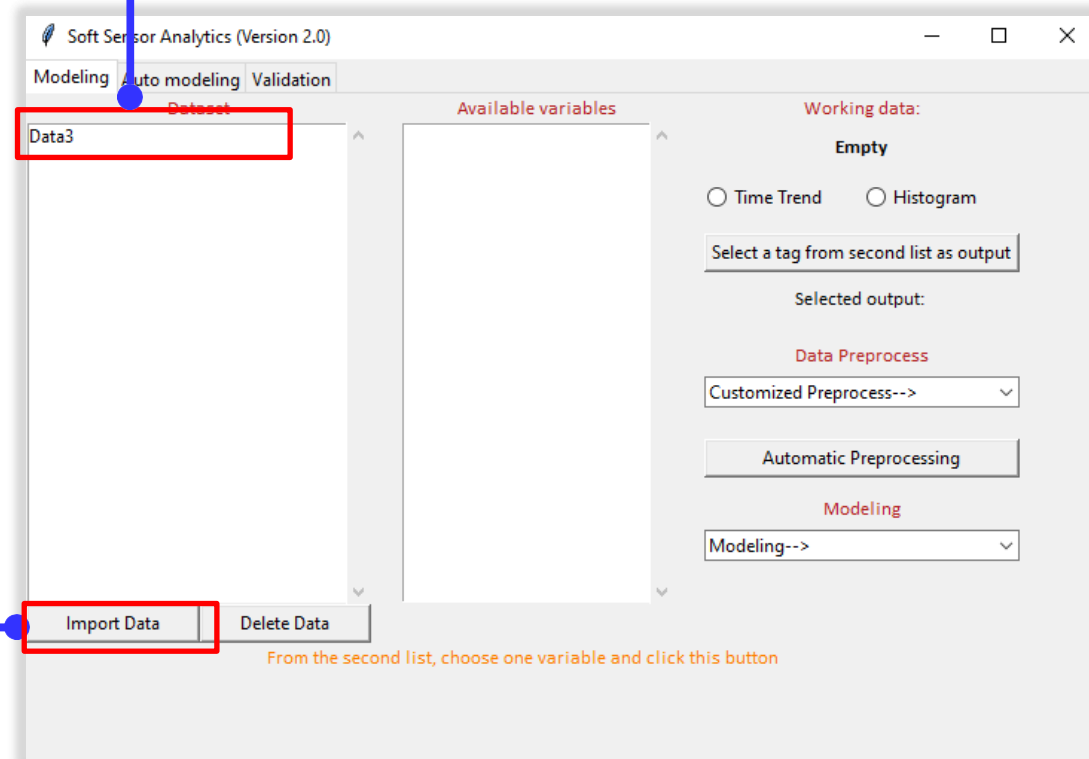 Soft Sensor Analytics (Version 2.0)
Modeling Auto modeling Validation
Dataset Available variables Working data:
Data3
Empty
Time Trend Histogram
Select a tag from second list as output
Selected output:
Data Preprocess
Customized Preprocess-->
Automatic Preprocessing
Modeling
Modeling-->
Import Data Delete Data
From the second list, choose one variable and click this button